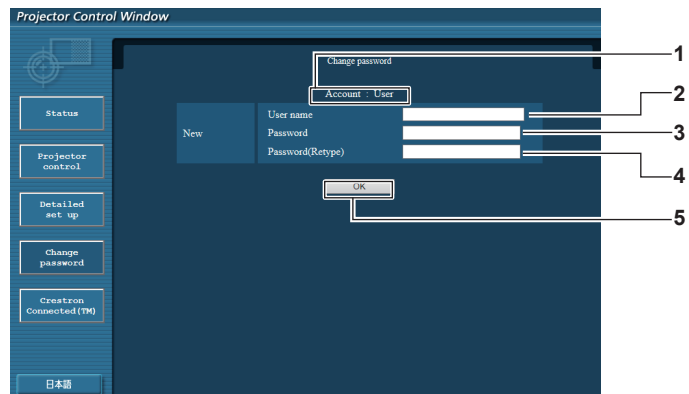 Projector Control Window
Change password
Account : User
New
User name
Password
Password(Retype)
OK
Status
Projector
control
Detailed
set up
Change
password
Crestron
Connected(TM)
日本語
1
2
3
4
5